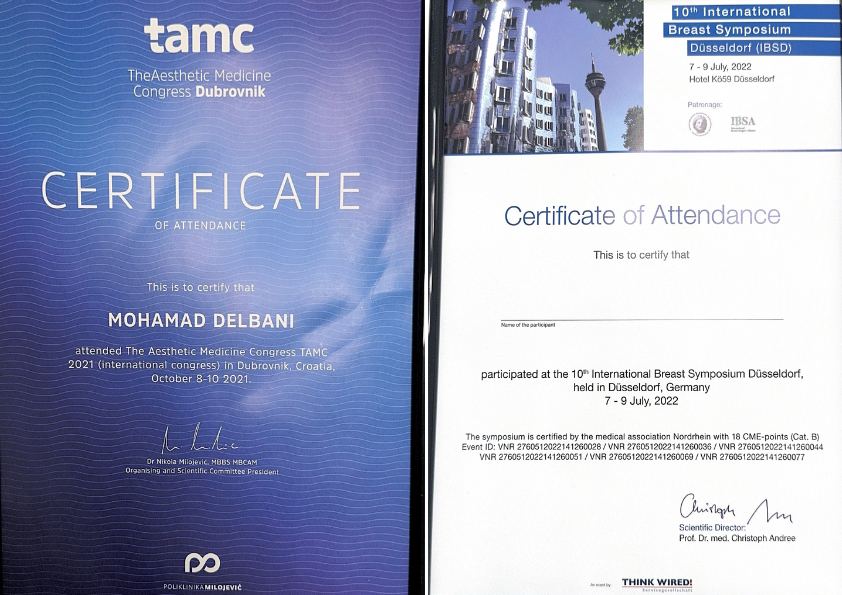 tamc
TheAesthetic Medicine
Congress Dubrovnik
CERTIFICATE
OF ATTENDANCE
This is to certify that
MOHAMAD DELBANI
attended The Aesthetic Medicine Congress TAMC
2021 (international congress) in Dubrovnik, Croatia,
October 8-10 2021.
Dr Nikola Milojević, MBBS MBCAM
Organising and Scientific Committee President
POLIKLINIKA MILOJEVIĆ
10th International
Breast Symposium
Düsseldorf (IBSD)
7 - 9 July, 2022
Hotel Kö59 Düsseldorf
Patronage:
IBSA
Certificate of Attendance
This is to certify that
Name of the participant
participated at the 10th International Breast Symposium Düsseldorf,
held in Düsseldorf, Germany
7 - 9 July, 2022
The symposium is certified by the medical association Nordrhein with 18 CME-points (Cat. B)
Event ID: VNR 2760512022141260028 / VNR 2760512022141260036 / VNR 2760512022141260044
VNR 2760512022141260051 / VNR 2760512022141260069 / VNR 2760512022141260077
Christoph
Scientific Director:
Prof. Dr. med. Christoph Andree
THINK WIRED!
Servicegesellschaft